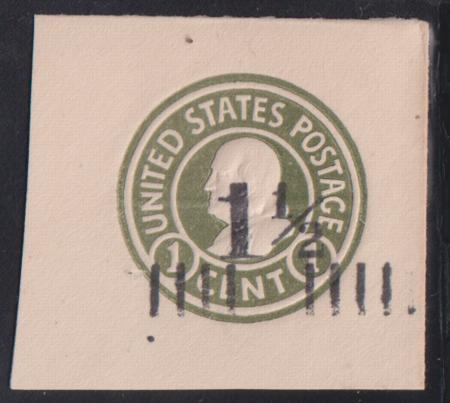 UNITED STATES POSTAGE
1 CENT 1
1 1/2